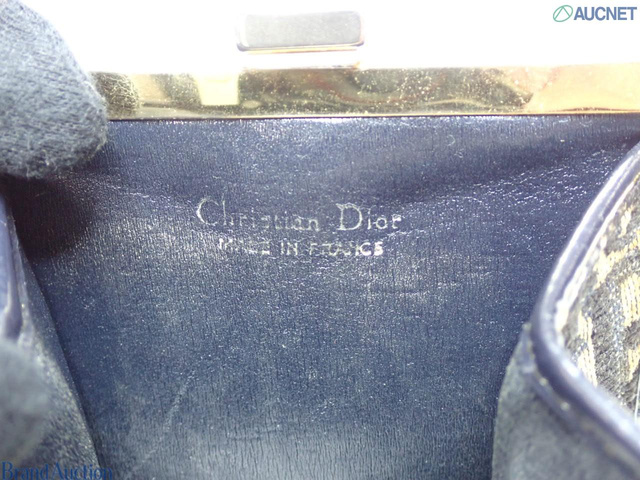 AUCNET
Christian Dior
MADE IN FRANCE
Brand Auction